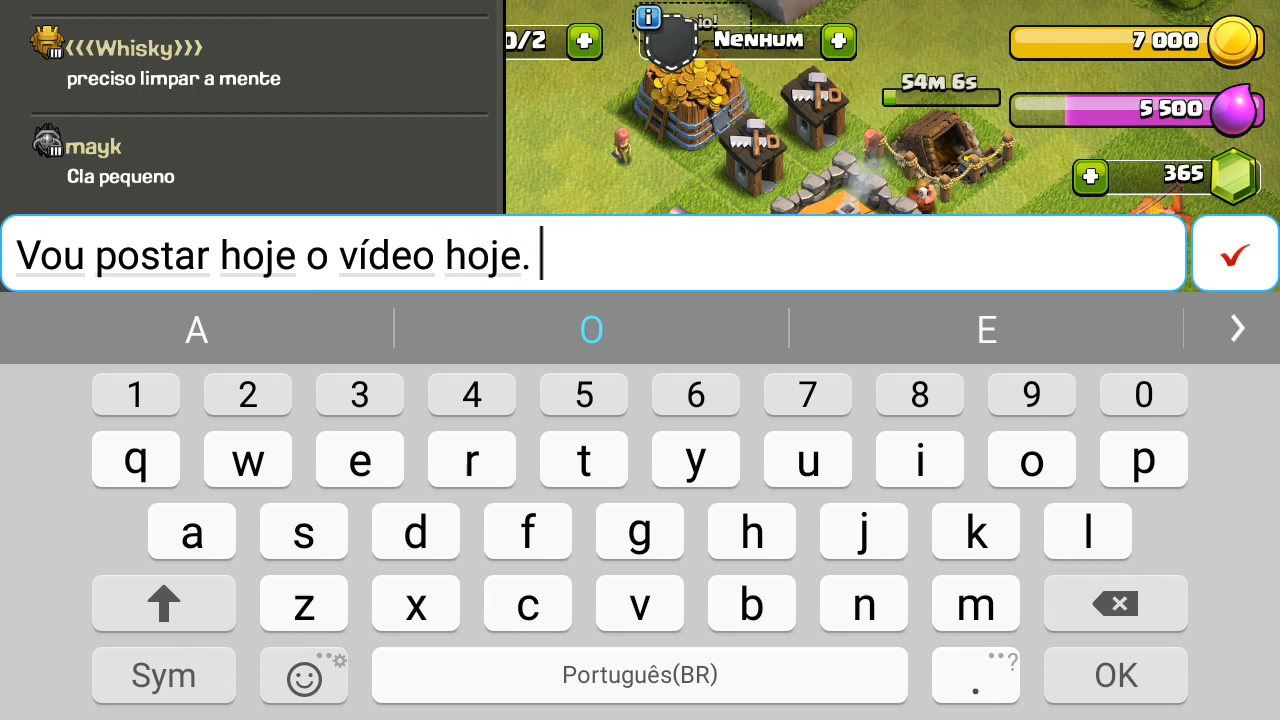 (((Whisky)))
preciso limpar a mente
mayk
Cla pequeno
0/2
io!
Nenhum
7 000
54m 6s
5 500
365
Vou postar hoje o vídeo hoje.
A O E
1 2 3 4 5 6 7 8 9 0
q w e r t y u i o p
a s d f g h j k l
z x c v b n m
Sym Português(BR) . ? OK